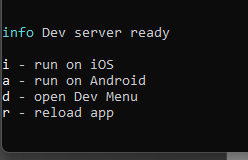 info Dev server ready
i - run on iOS
a - run on Android
d - open Dev Menu
r - reload app